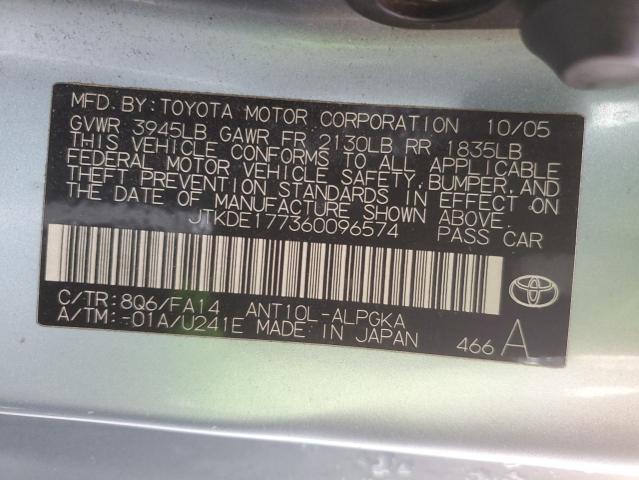 MFD. BY: TOYOTA MOTOR CORPORATION 10/05
GVWR 3945LB GAWR FR 2130LB RR 1835LB
THIS VEHICLE CONFORMS TO ALL APPLICABLE
FEDERAL MOTOR VEHICLE SAFETY, BUMPER, AND
THEFT PREVENTION STANDARDS IN EFFECT ON
THE DATE OF MANUFACTURE SHOWN ABOVE.
JTKDE177360096574 PASS CAR
C/TR: 8Q6/FA14 ANT10L-ALPGKA
A/TM: -01A/U241E MADE IN JAPAN
466 A